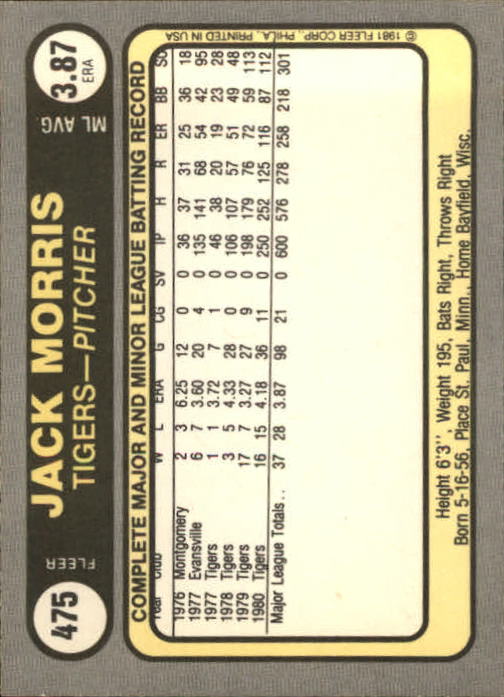 475 FLEER JACK MORRIS ML AVG. 3.87 ERA
TIGERS—PITCHER
COMPLETE MAJOR AND MINOR LEAGUE BATTING RECORD
Year Club W L ERA G CG SV IP H R ER BB SO
1976 Montgomery 2 3 6.25 12 0 0 36 37 31 25 36 18
1977 Evansville 6 7 3.60 20 4 0 135 141 68 54 42 95
1977 Tigers 1 1 3.72 7 1 0 46 38 20 19 23 28
1978 Tigers 3 5 4.33 28 0 0 106 107 57 51 49 48
1979 Tigers 17 7 3.27 27 9 0 198 179 76 72 59 113
1980 Tigers 16 15 4.18 36 11 0 250 252 125 116 87 112
Major League Totals.. 37 28 3.87 98 21 0 600 576 278 258 218 301
Height 6'3", Weight 195, Bats Right, Throws Right
Born 5-16-56, Place St. Paul, Minn., Home Bayfield, Wisc.
© 1981 FLEER CORP., PHILA., PRINTED IN USA